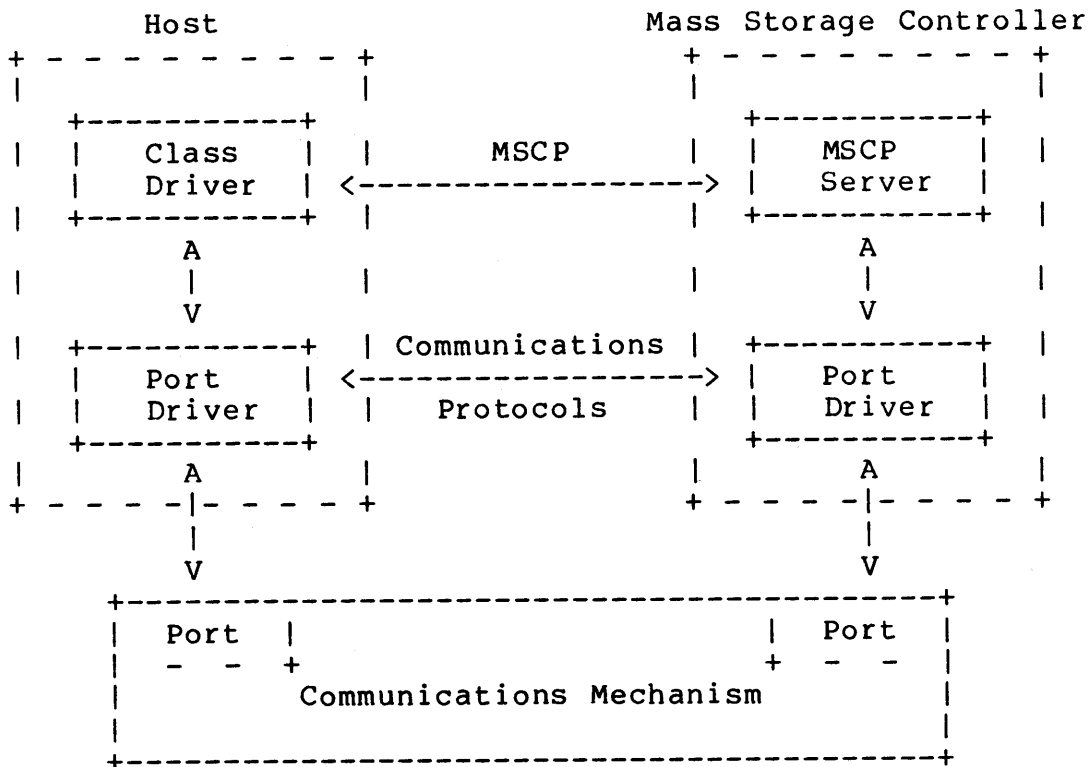 Host Mass Storage Controller
Class MSCP MSCP
Driver Server
A A
V V
Communications
Port Port
Driver Protocols Driver
A A
V V
Port Port
Communications Mechanism